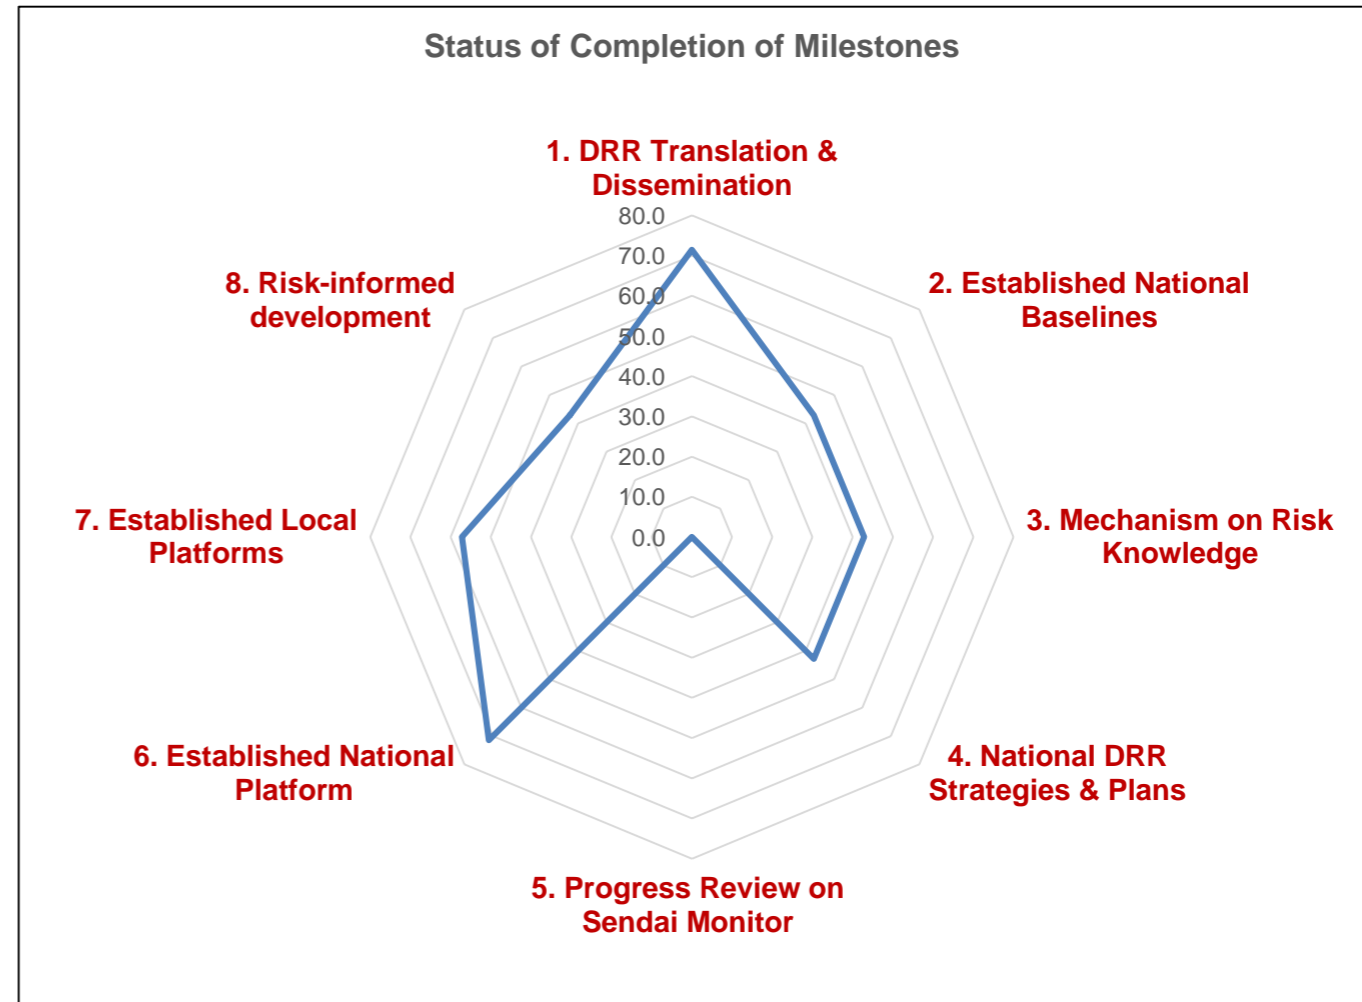 Status of Completion of Milestones
1. DRR Translation &
Dissemination
80.0
70.0
60.0
50.0
40.0
30.0
20.0
10.0
0.0
2. Established National
Baselines
3. Mechanism on Risk
Knowledge
4. National DRR
Strategies & Plans
5. Progress Review on
Sendai Monitor
6. Established National
Platform
7. Established Local
Platforms
8. Risk-informed
development